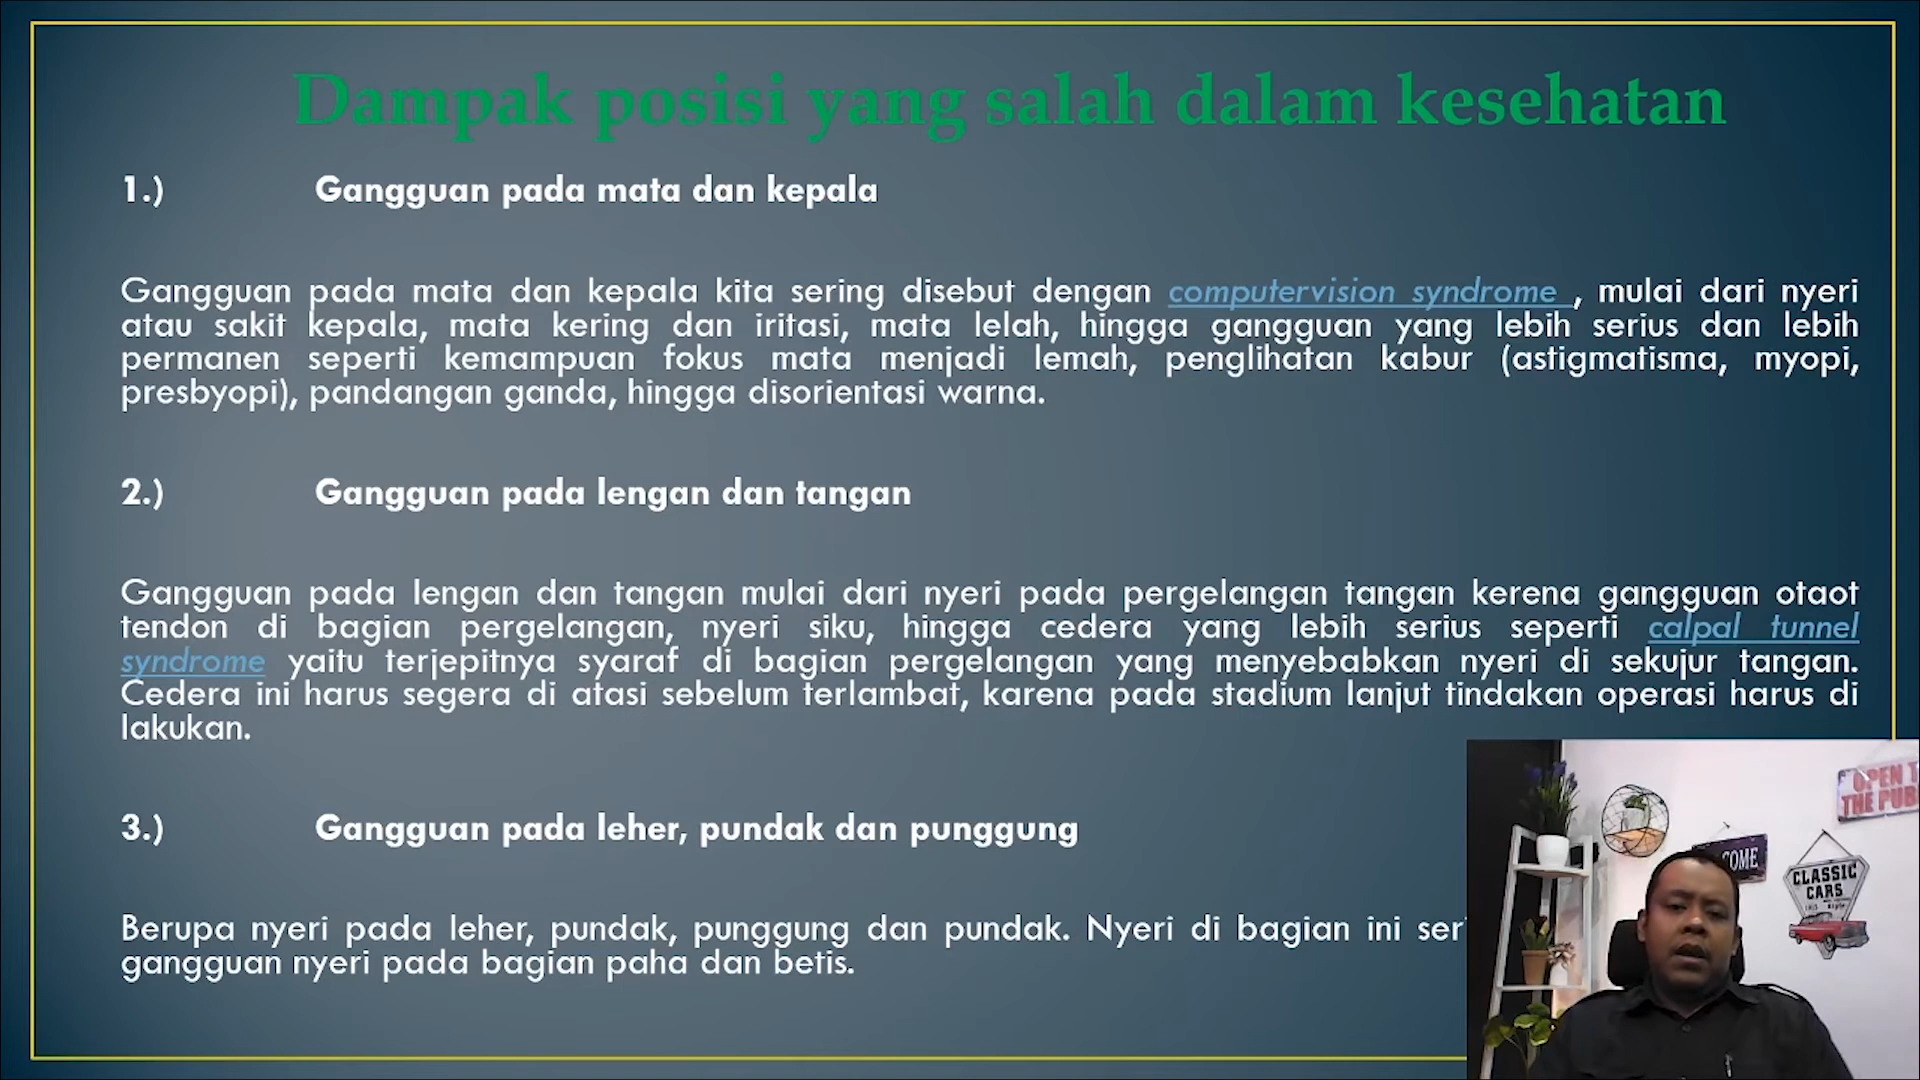 Dampak posisi yang salah dalam kesehatan
1.) Gangguan pada mata dan kepala
Gangguan pada mata dan kepala kita sering disebut dengan computervision syndrome , mulai dari nyeri
atau sakit kepala, mata kering dan iritasi, mata lelah, hingga gangguan yang lebih serius dan lebih
permanen seperti kemampuan fokus mata menjadi lemah, penglihatan kabur (astigmatisma, myopi,
presbyopi), pandangan ganda, hingga disorientasi warna.
2.) Gangguan pada lengan dan tangan
Gangguan pada lengan dan tangan mulai dari nyeri pada pergelangan tangan kerena gangguan otaot
tendon di bagian pergelangan, nyeri siku, hingga cedera yang lebih serius seperti calpal tunnel
syndrome yaitu terjepitnya syaraf di bagian pergelangan yang menyebabkan nyeri di sekujur tangan.
Cedera ini harus segera di atasi sebelum terlambat, karena pada stadium lanjut tindakan operasi harus di
lakukan.
3.) Gangguan pada leher, pundak dan punggung
Berupa nyeri pada leher, pundak, punggung dan pundak. Nyeri di bagian ini ser
gangguan nyeri pada bagian paha dan betis.
OPEN T
THE PUB
COME
CLASSIC
CARS